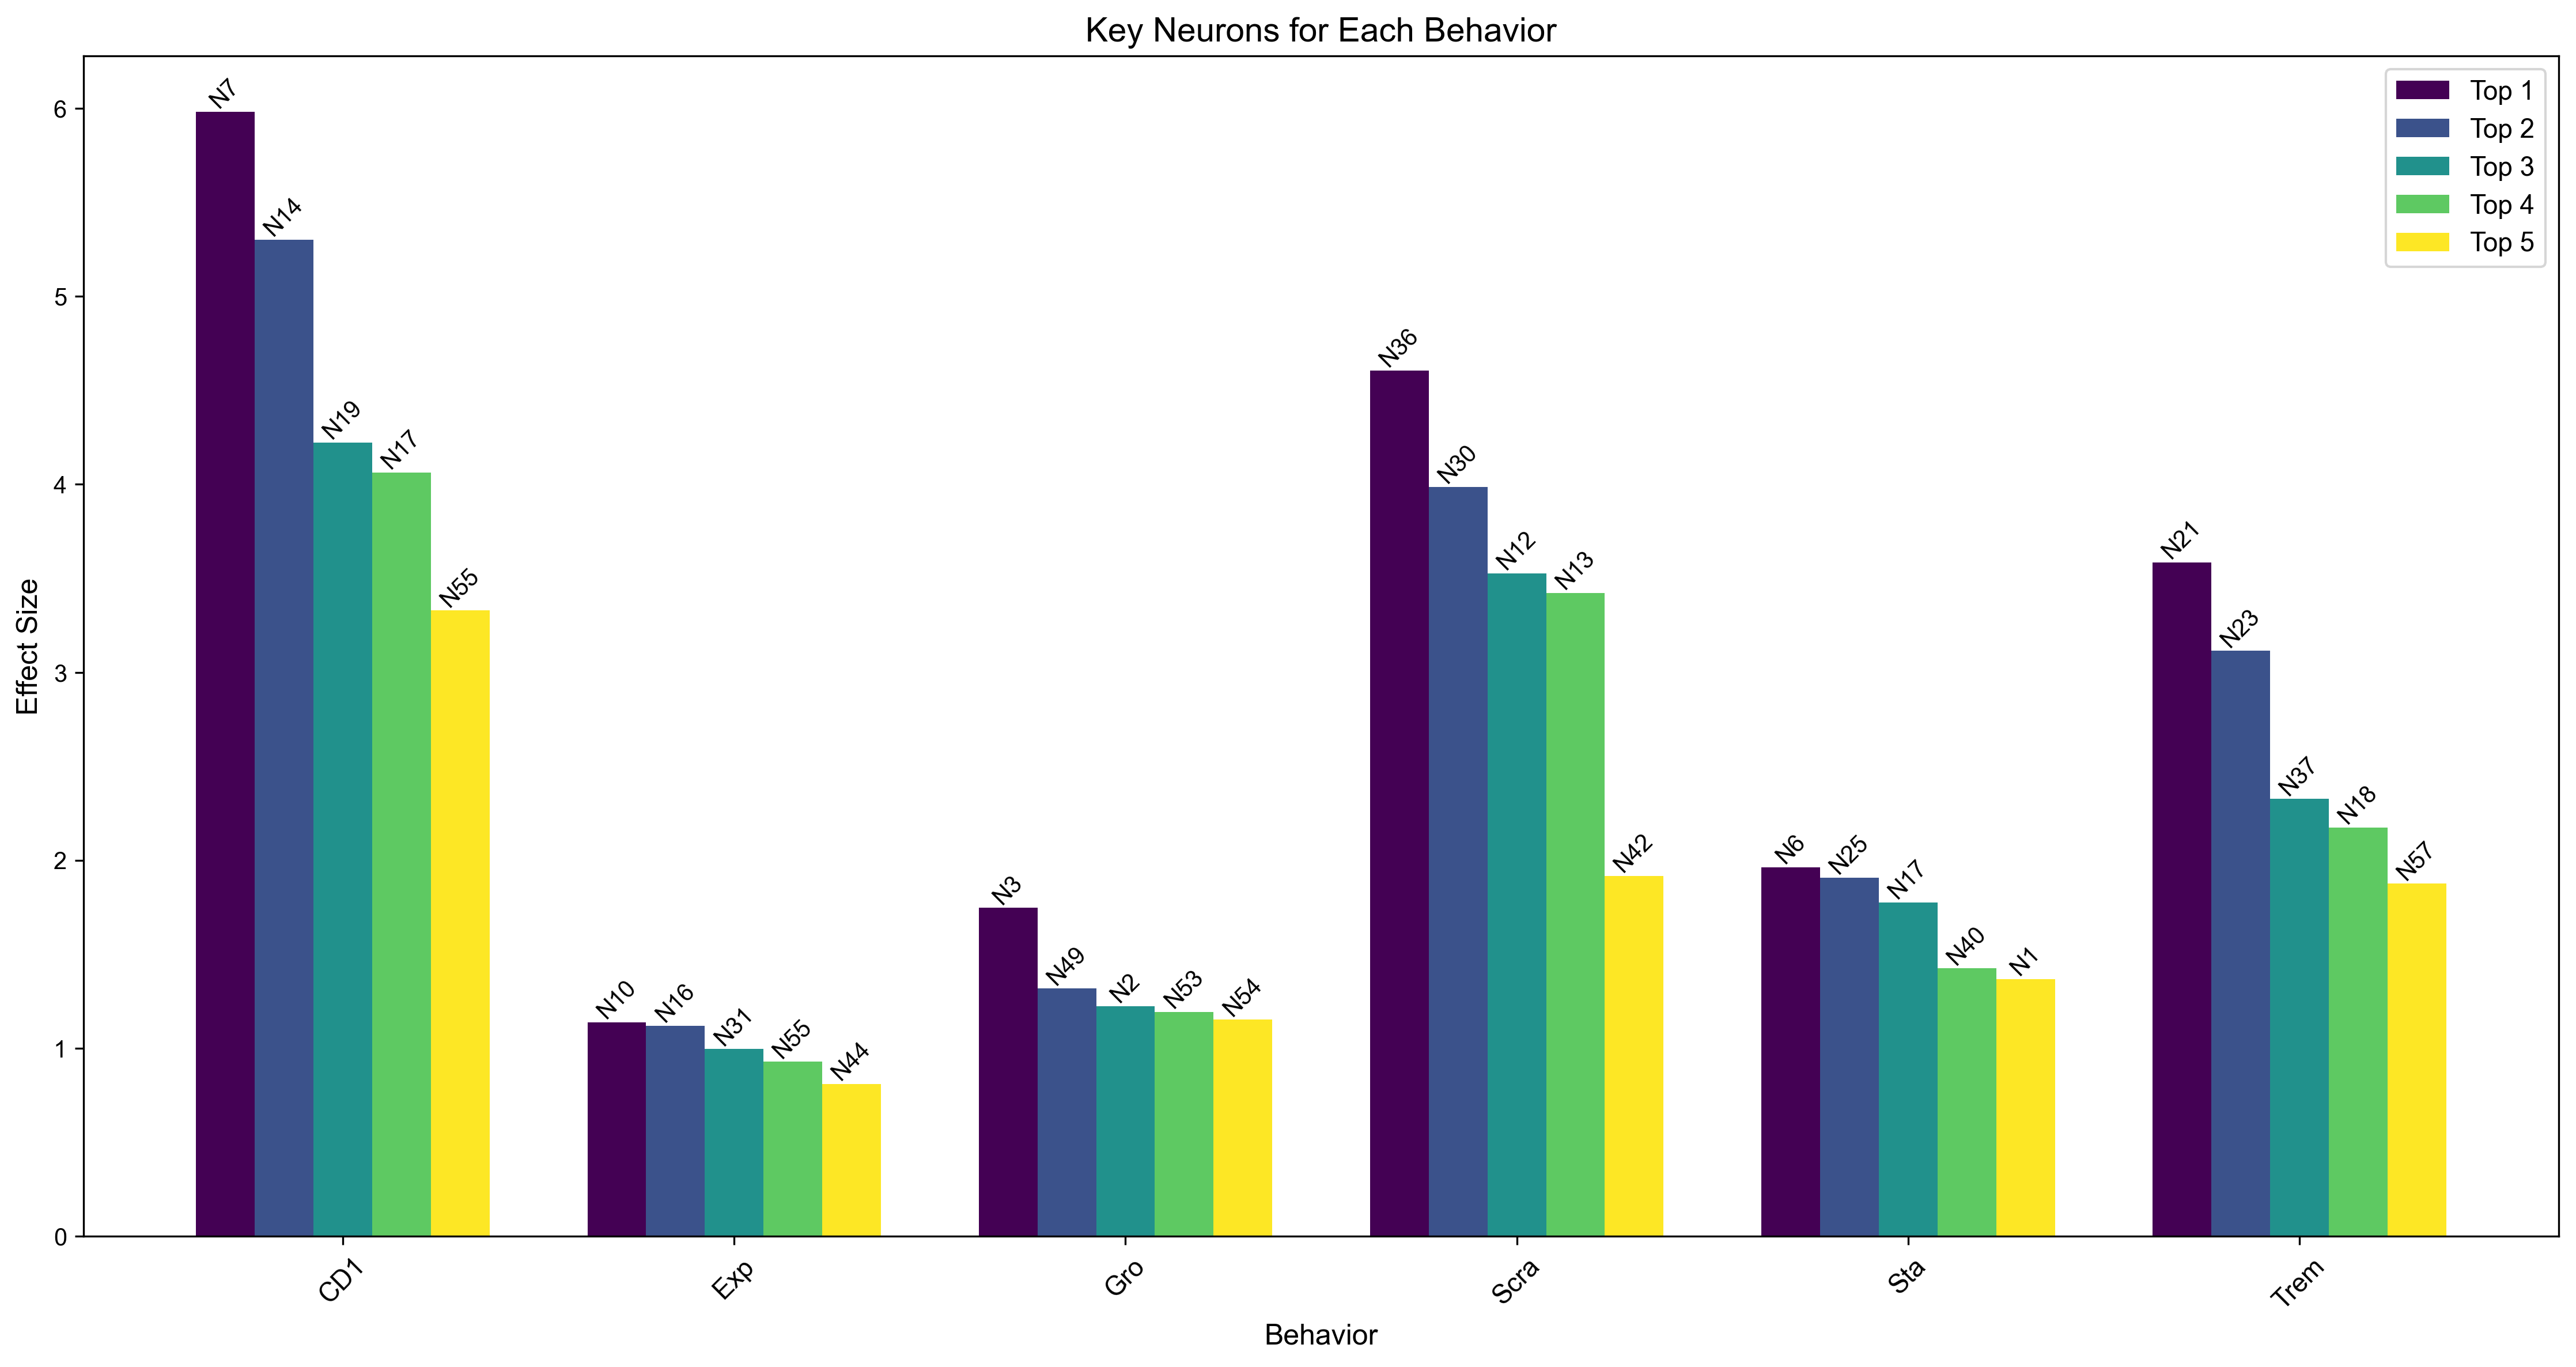 Key Neurons for Each Behavior
Top 1
Top 2
Top 3
Top 4
Top 5
Effect Size
6
5
4
3
2
1
0
N7
N14
N19
N17
N55
N10
N16
N31
N55
N44
N3
N49
N2
N53
N54
N36
N30
N12
N13
N42
N6
N25
N17
N40
N1
N21
N23
N37
N18
N57
CD1
Exp
Gro
Scra
Sta
Trem
Behavior